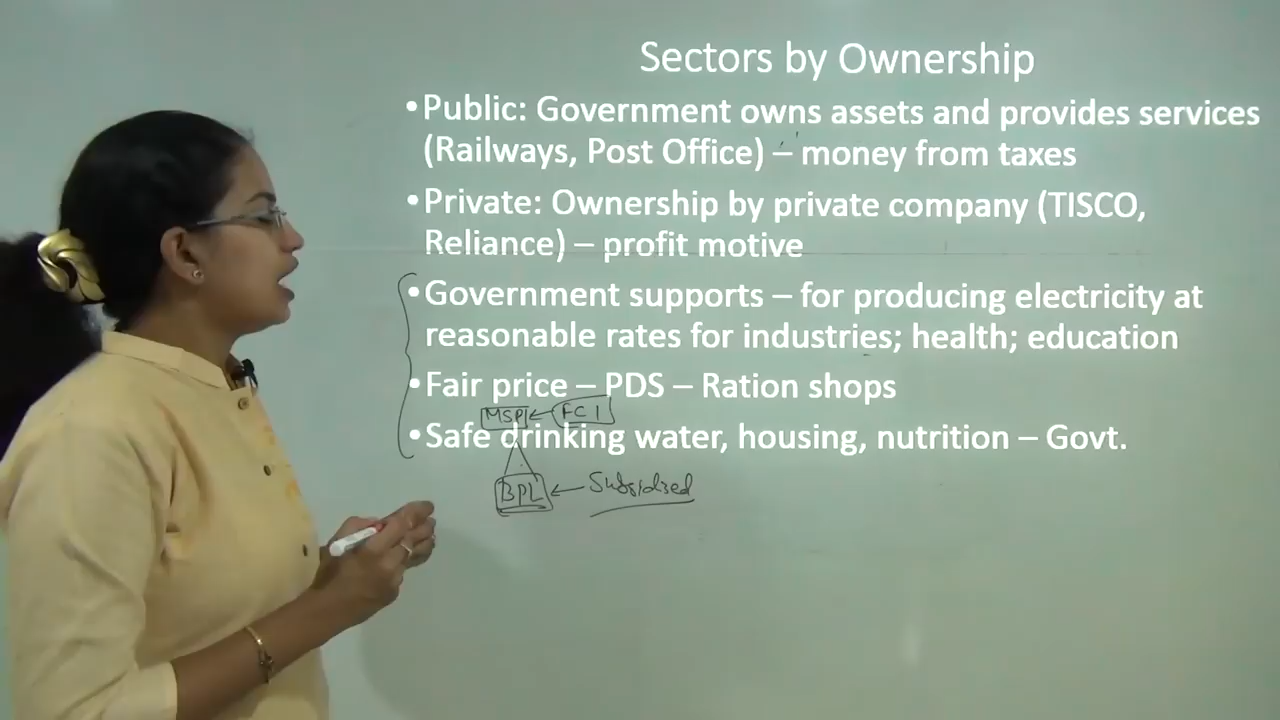 Sectors by Ownership
•Public: Government owns assets and provides services
(Railways, Post Office) – money from taxes
•Private: Ownership by private company (TISCO,
Reliance) – profit motive
•Government supports – for producing electricity at
reasonable rates for industries; health; education
•Fair price – PDS – Ration shops
MSP ← FCI
•Safe drinking water, housing, nutrition – Govt.
BPL ← Subsidized